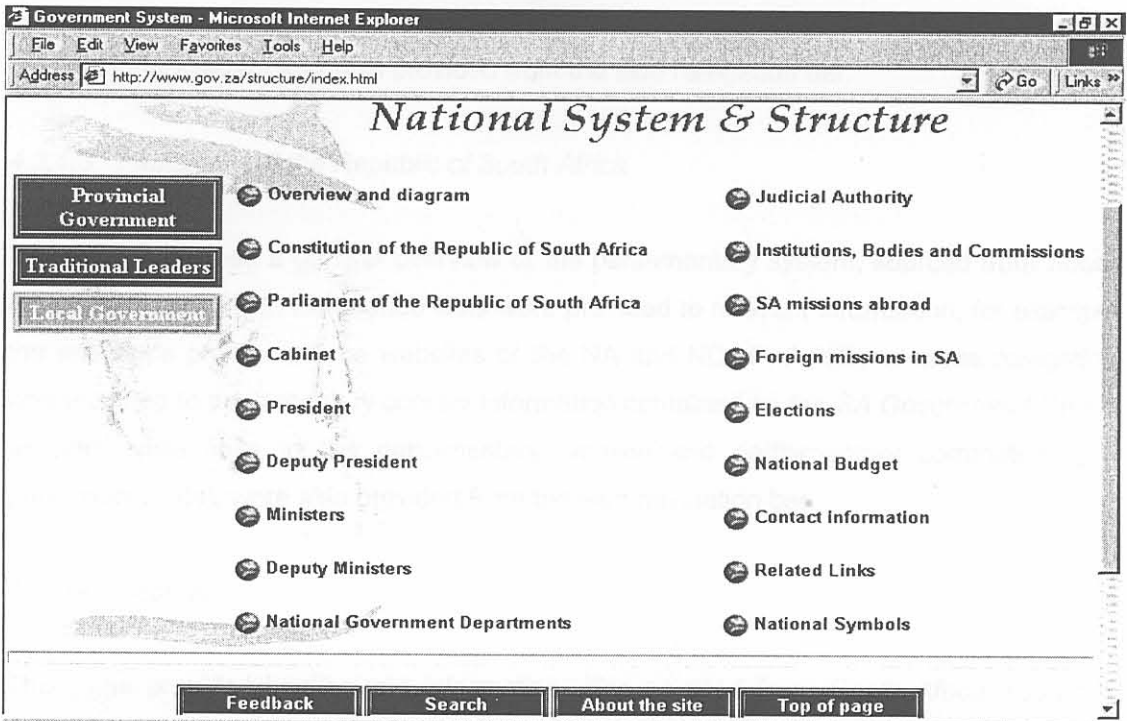 Government System - Microsoft Internet Explorer
File Edit View Favorites Tools Help
Address http://www.gov.za/structure/index.html Go Links »
National System & Structure
Provincial
Government
Traditional Leaders
Local Government
Overview and diagram
Constitution of the Republic of South Africa
Parliament of the Republic of South Africa
Cabinet
President
Deputy President
Ministers
Deputy Ministers
National Government Departments
Judicial Authority
Institutions, Bodies and Commissions
SA missions abroad
Foreign missions in SA
Elections
National Budget
Contact information
Related Links
National Symbols
Feedback Search About the site Top of page